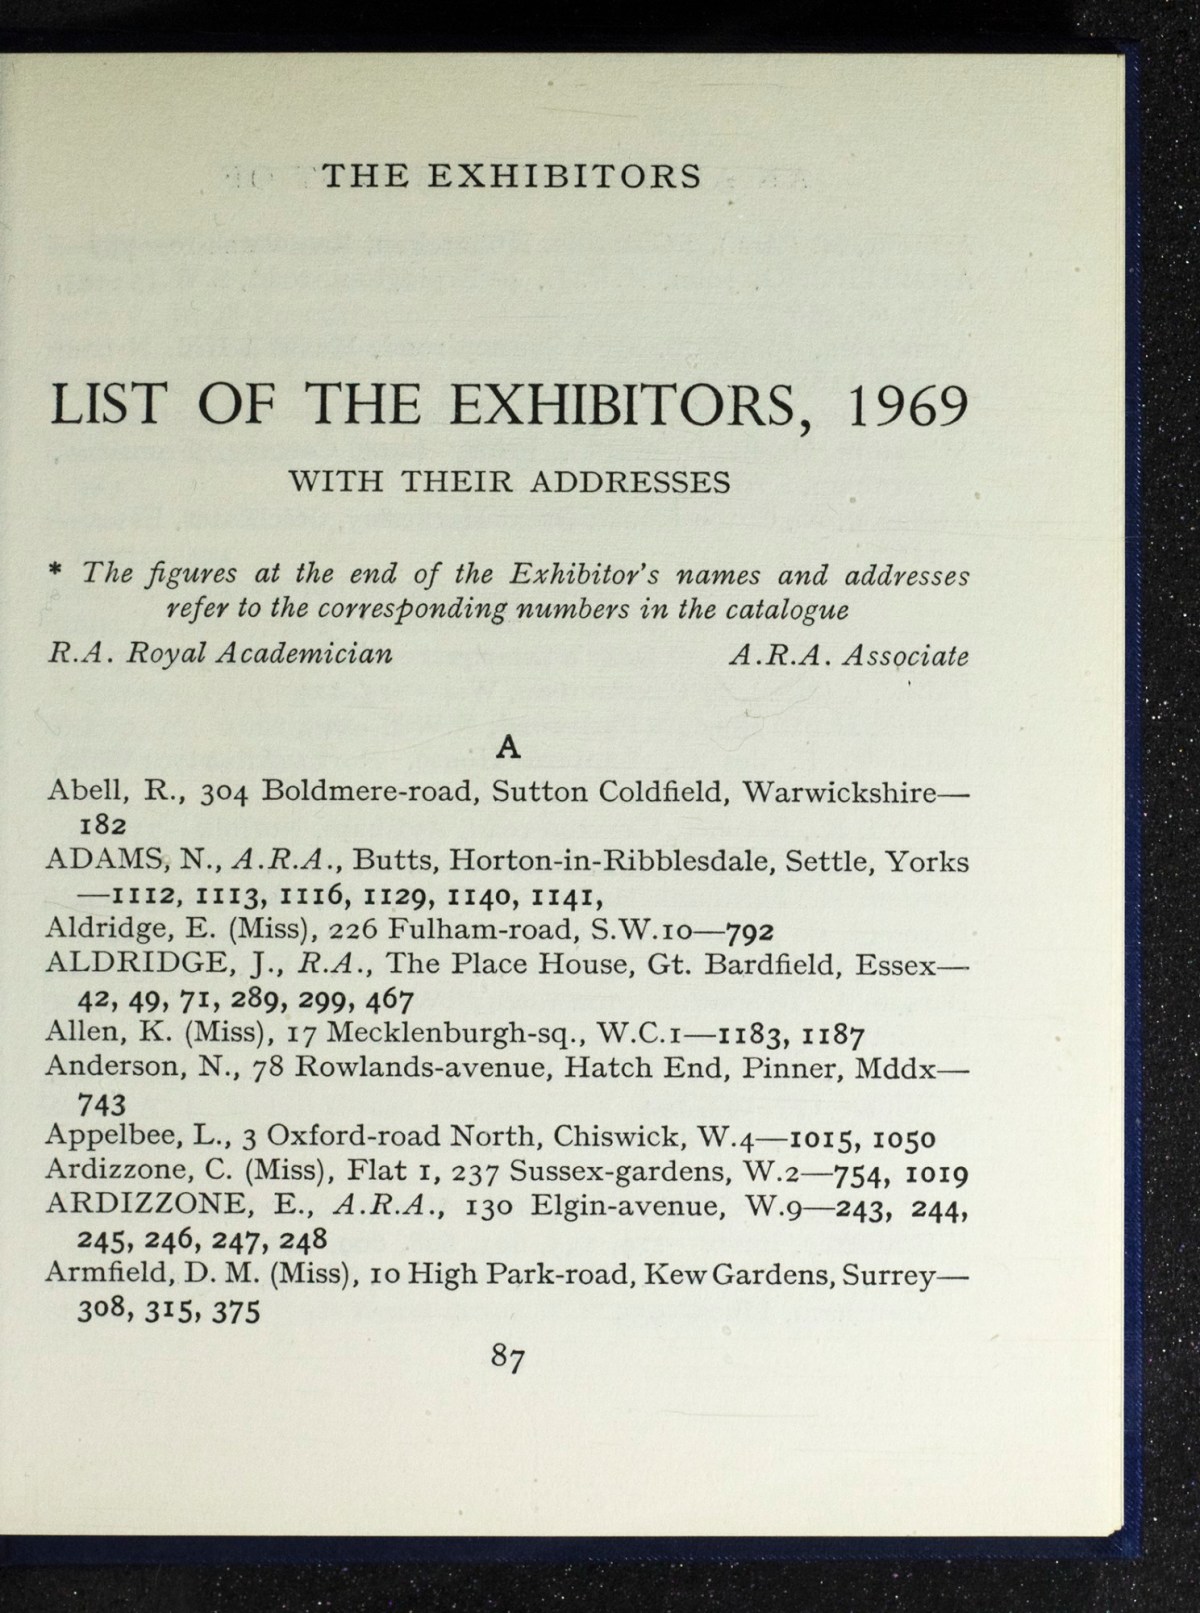 THE EXHIBITORS
LIST OF THE EXHIBITORS, 1969
WITH THEIR ADDRESSES
* The figures at the end of the Exhibitor's names and addresses
refer to the corresponding numbers in the catalogue
R.A. Royal Academician A.R.A. Associate
A
Abell, R., 304 Boldmere-road, Sutton Coldfield, Warwickshire—
182
ADAMS, N., A.R.A., Butts, Horton-in-Ribblesdale, Settle, Yorks
—1112, 1113, 1116, 1129, 1140, 1141,
Aldridge, E. (Miss), 226 Fulham-road, S.W.10—792
ALDRIDGE, J., R.A., The Place House, Gt. Bardfield, Essex—
42, 49, 71, 289, 299, 467
Allen, K. (Miss), 17 Mecklenburgh-sq., W.C.1—1183, 1187
Anderson, N., 78 Rowlands-avenue, Hatch End, Pinner, Mddx—
743
Appelbee, L., 3 Oxford-road North, Chiswick, W.4—1015, 1050
Ardizzone, C. (Miss), Flat 1, 237 Sussex-gardens, W.2—754, 1019
ARDIZZONE, E., A.R.A., 130 Elgin-avenue, W.9—243, 244,
245, 246, 247, 248
Armfield, D. M. (Miss), 10 High Park-road, Kew Gardens, Surrey—
308, 315, 375
87